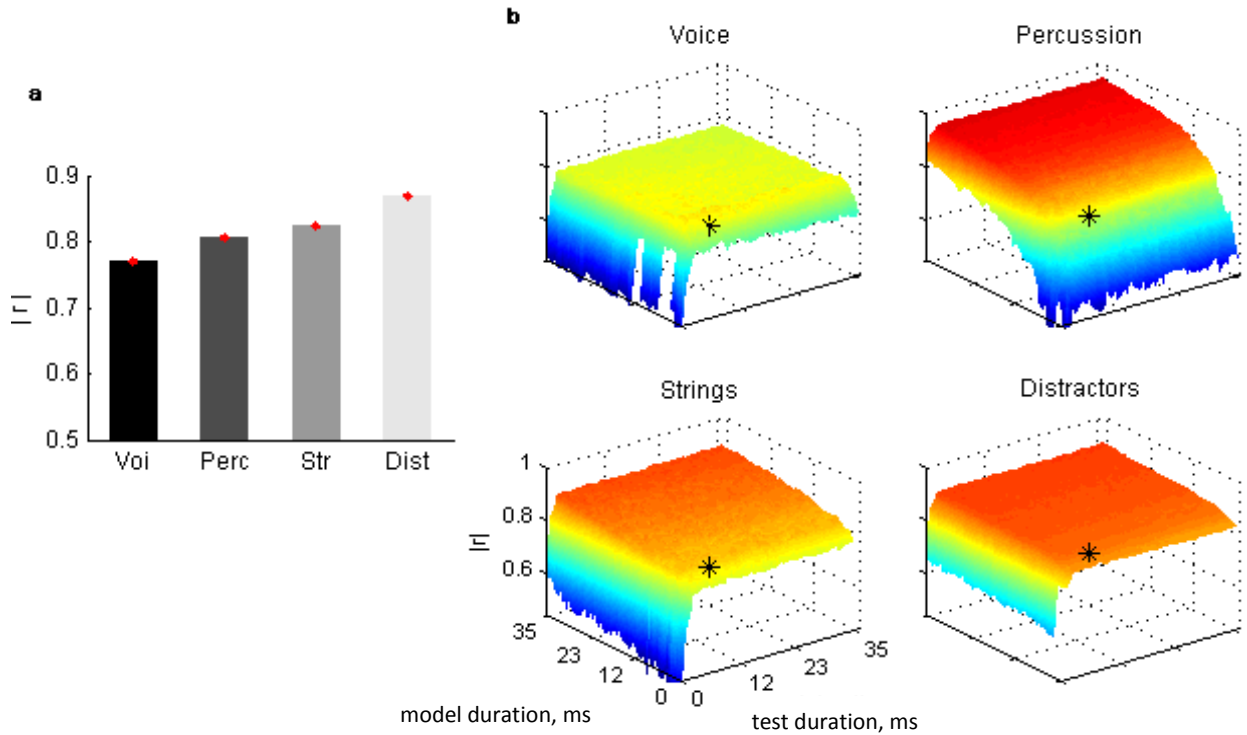 a
0.9
0.8
0.7
0.6
0.5
| r|
Voi Perc Str Dist
b
Voice
Percussion
Strings
Distractors
1
0.8
0.6
|r|
35
23
12
0
0
12
23
35
model duration, ms
test duration, ms